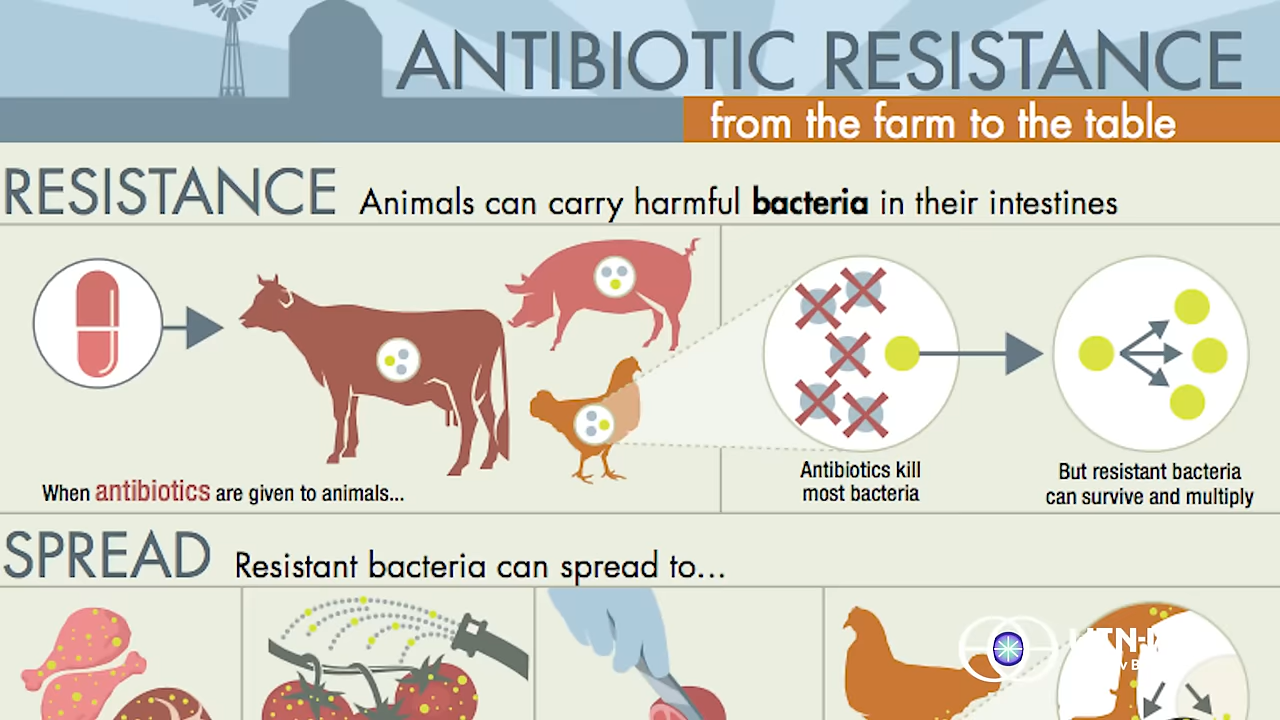 ANTIBIOTIC RESISTANCE
from the farm to the table
RESISTANCE Animals can carry harmful bacteria in their intestines
When antibiotics are given to animals...
Antibiotics kill
most bacteria
But resistant bacteria
can survive and multiply
SPREAD Resistant bacteria can spread to...